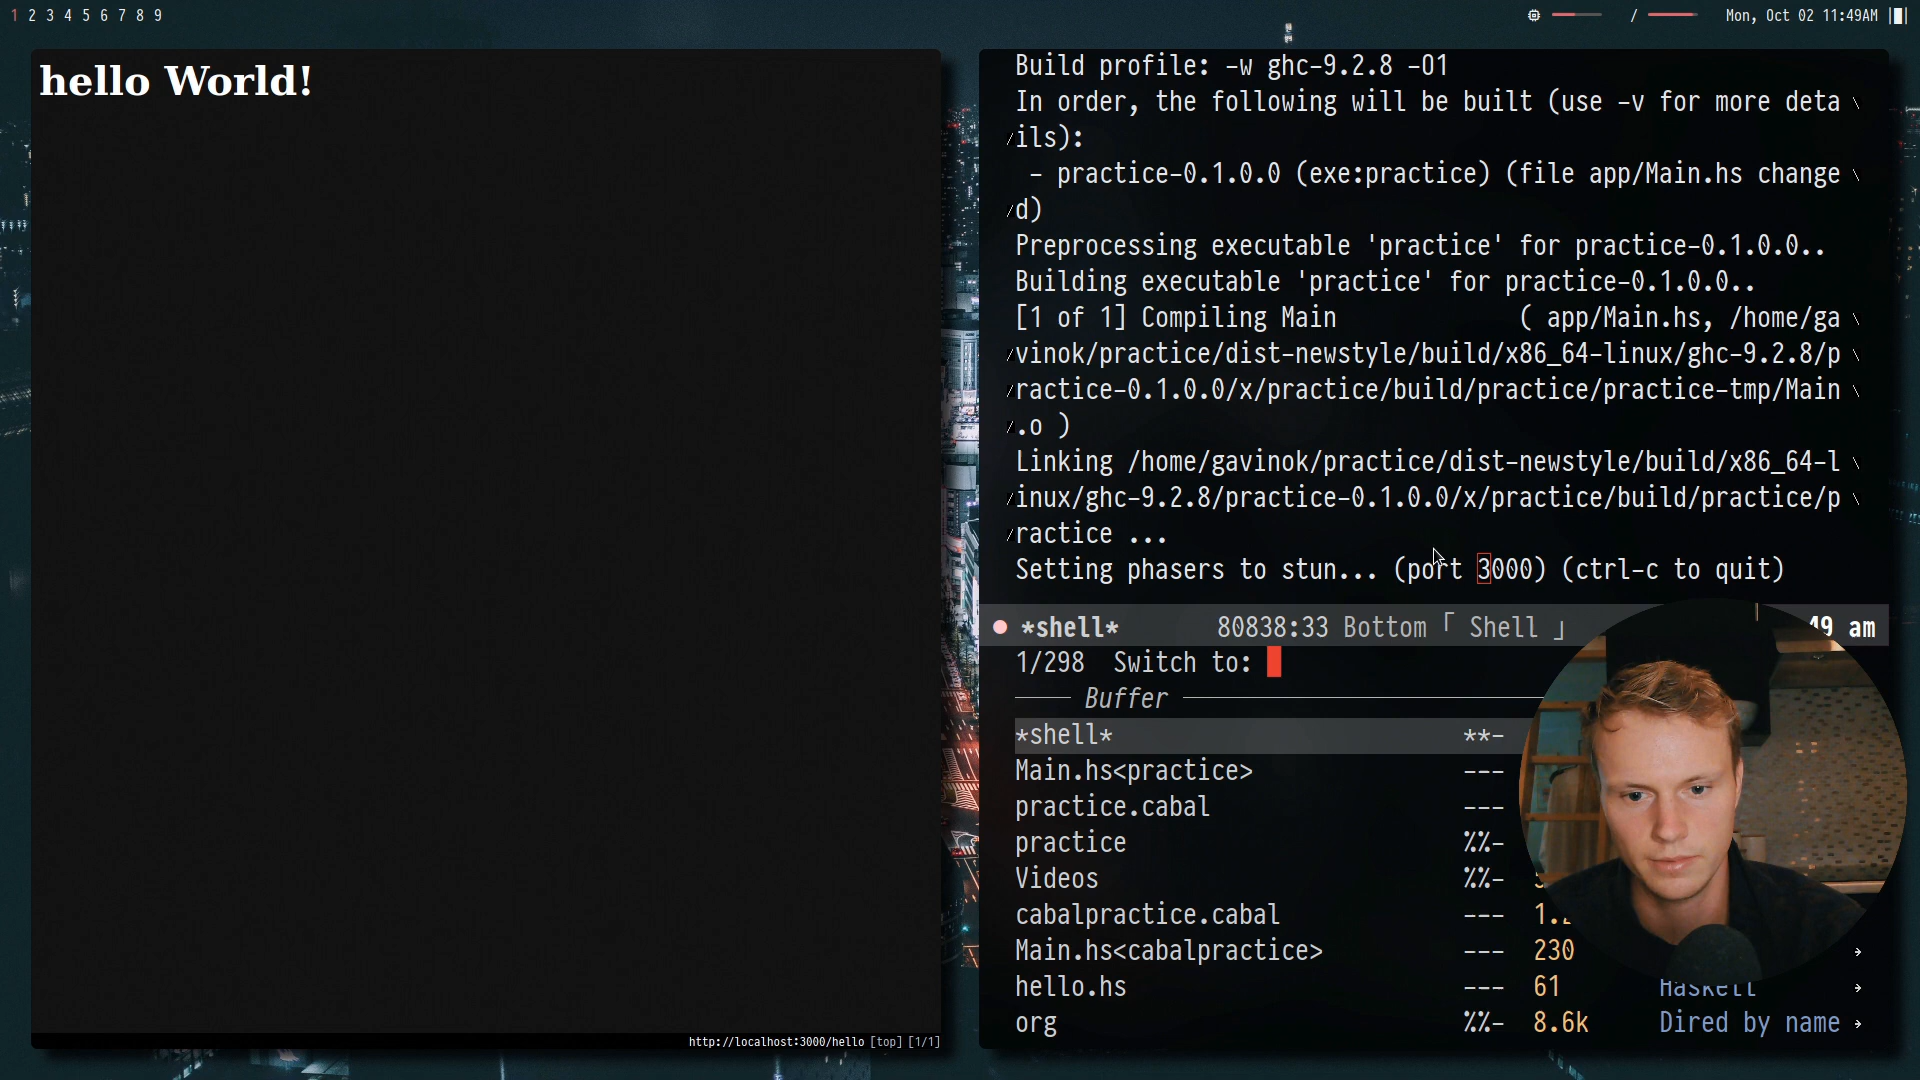 1 2 3 4 5 6 7 8 9
/ Mon, Oct 02 11:49AM
hello World!
http://localhost:3000/hello [top] [1/1]
Build profile: -w ghc-9.2.8 -O1
In order, the following will be built (use -v for more deta
ils):
- practice-0.1.0.0 (exe:practice) (file app/Main.hs change
d)
Preprocessing executable 'practice' for practice-0.1.0.0..
Building executable 'practice' for practice-0.1.0.0..
[1 of 1] Compiling Main ( app/Main.hs, /home/ga
vinok/practice/dist-newstyle/build/x86_64-linux/ghc-9.2.8/p
ractice-0.1.0.0/x/practice/build/practice/practice-tmp/Main
.o )
Linking /home/gavinok/practice/dist-newstyle/build/x86_64-l
inux/ghc-9.2.8/practice-0.1.0.0/x/practice/build/practice/p
ractice ...
Setting phasers to stun... (port 3000) (ctrl-c to quit)
*shell* 80838:33 Bottom「 Shell 」 49 am
1/298 Switch to:
Buffer
*shell* **-
Main.hs<practice> ---
practice.cabal ---
practice %%-
Videos %%-
cabalpractice.cabal ---
Main.hs<cabalpractice> --- 230
hello.hs --- 61 Haskell
org %%- 8.6k Dired by name